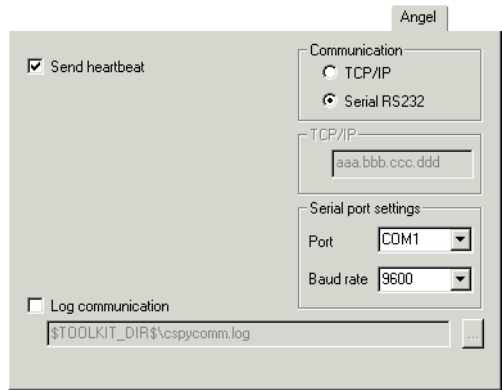 Angel
Send heartbeat
Communication
TCP/IP
Serial RS232
TCP/IP
aaa.bbb.ccc.ddd
Serial port settings
Port COM1
Baud rate 9600
Log communication
$TOOLKIT_DIR$\cspycomm.log ...